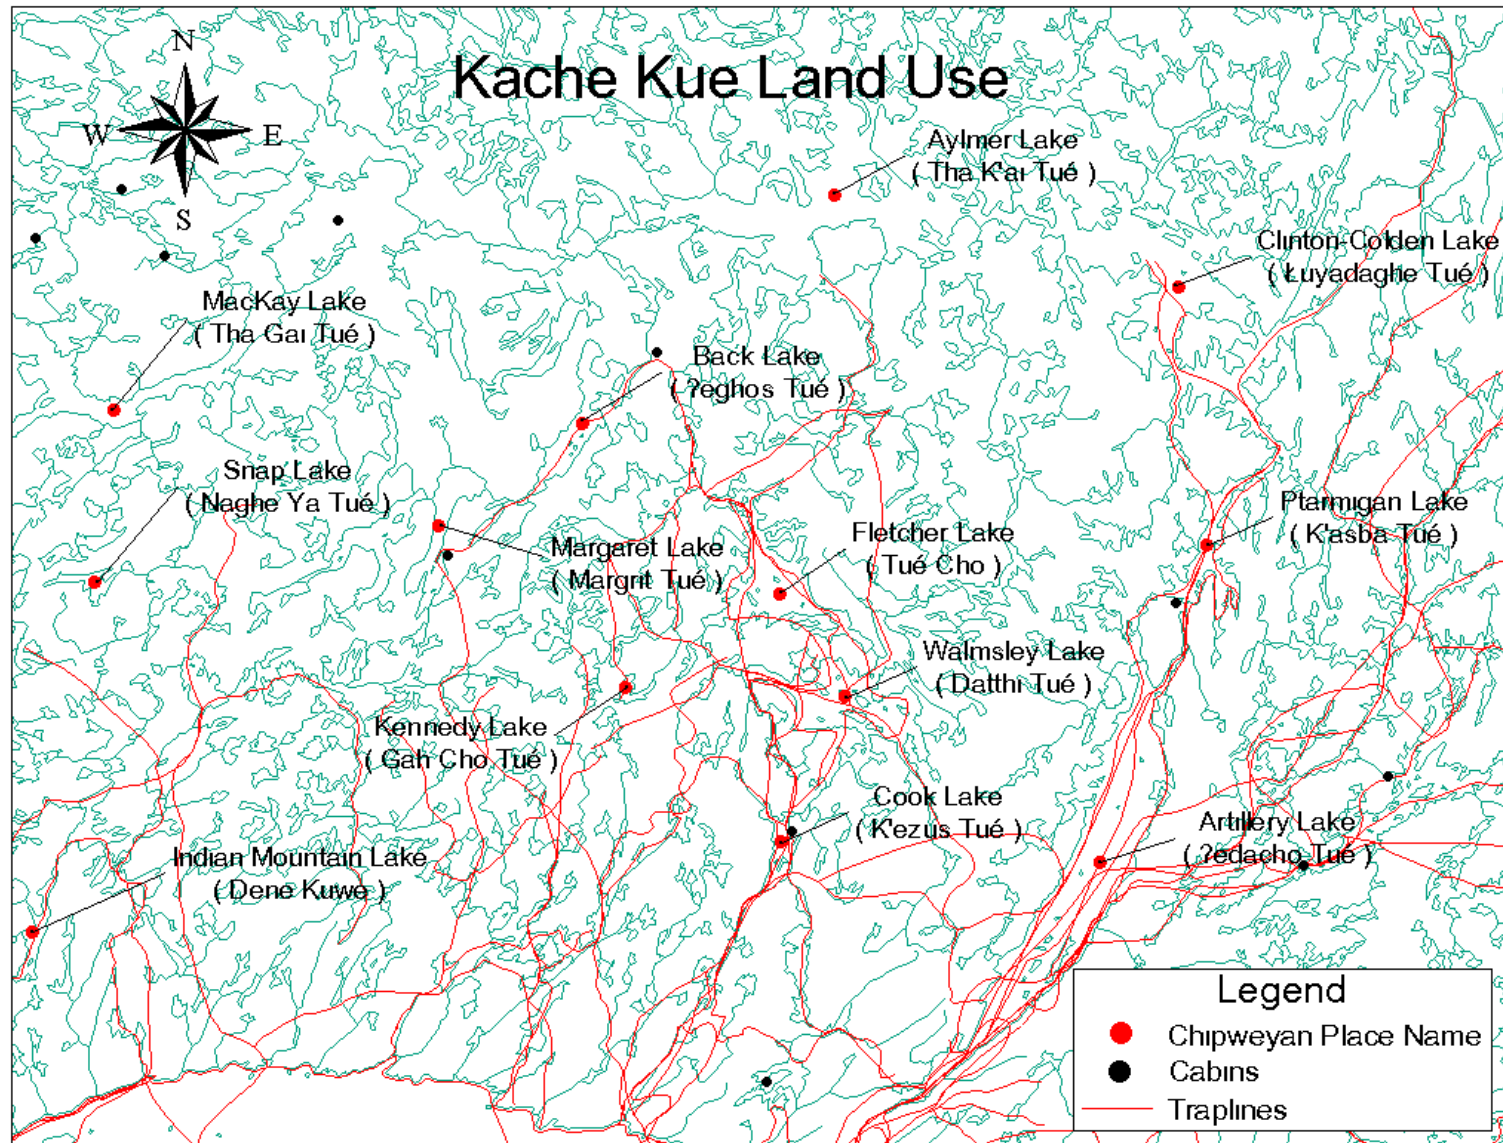 Kache Kue Land Use
N
W
E
S
Aylmer Lake
( Tha K'aı Tué )
Clinton-Colden Lake
( Łuyadaghe Tué )
MacKay Lake
( Tha Gaı Tué )
Back Lake
( ʔeghos Tué )
Snap Lake
( Naghe Ya Tué )
Margaret Lake
( Margrit Tué )
Fletcher Lake
( Tué Cho )
Ptarmigan Lake
( K'asba Tué )
Walmsley Lake
( Datthı Tué )
Kennedy Lake
( Gah Cho Tué )
Cook Lake
( K'ezus Tué )
Artillery Lake
( ʔedacho Tué )
Indian Mountain Lake
( Dene Kuwe )
Legend
Chipweyan Place Name
Cabins
Traplines